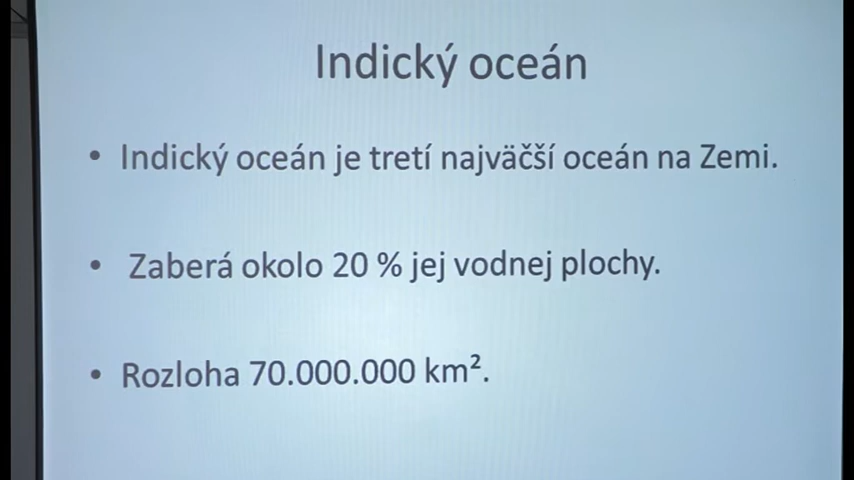 Indický oceán
• Indický oceán je tretí najväčší oceán na Zemi.
• Zaberá okolo 20 % jej vodnej plochy.
• Rozloha 70.000.000 km².